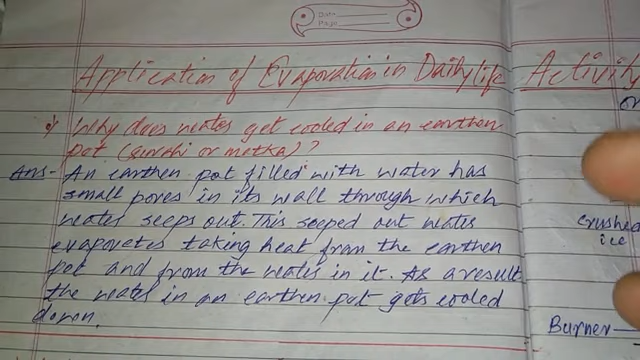 Date
Page
Application of Evaporation in Daily life
Activity
Why does water get cooled in an earthen
pot (surahi or matka)?
Ans - An earthen pot filled with water has
small pores in its wall through which
water seeps out. This seeped out water
evaporates taking heat from the earthen
pot and from the water in it. As a result
the water in an earthen pot gets cooled
down.
crushed
ice
Burner